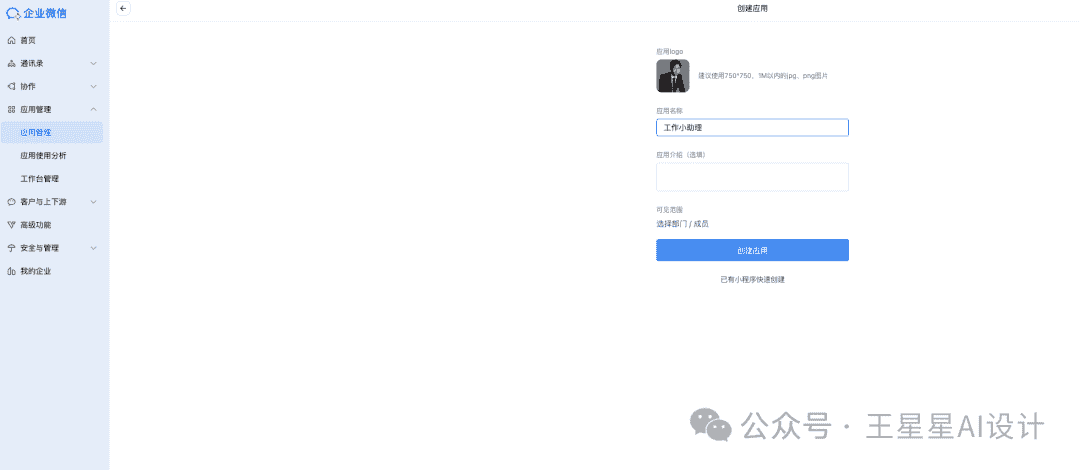 企业微信
创建应用
首页
通讯录
协作
应用管理
应用管理
应用使用分析
工作台管理
客户与上下游
高级功能
安全与管理
我的企业
应用logo
建议使用750*750，1M以内的jpg、png图片
应用名称
工作小助理
应用介绍（选填）
可见范围
选择部门 / 成员
创建应用
已有小程序快速创建
公众号 · 王星星AI设计